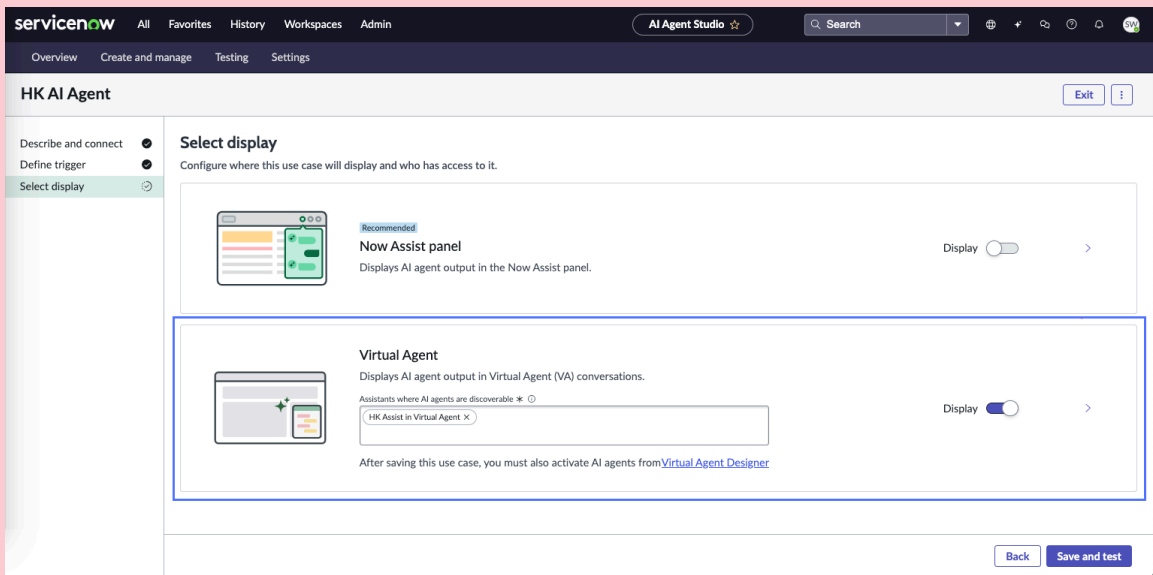 servicenow All Favorites History Workspaces Admin AI Agent Studio Search SW
Overview Create and manage Testing Settings
HK AI Agent Exit
Describe and connect
Define trigger
Select display
Select display
Configure where this use case will display and who has access to it.
Recommended
Now Assist panel
Displays AI agent output in the Now Assist panel.
Display
Virtual Agent
Displays AI agent output in Virtual Agent (VA) conversations.
Assistants where AI agents are discoverable *
HK Assist in Virtual Agent ×
Display
After saving this use case, you must also activate AI agents from Virtual Agent Designer
Back Save and test